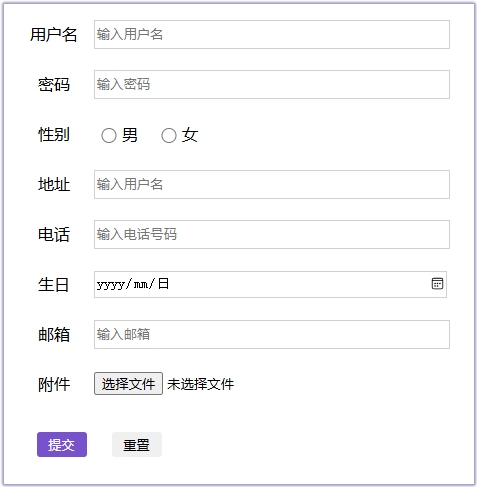 用户名 输入用户名
密码 输入密码
性别 男 女
地址 输入用户名
电话 输入电话号码
生日 yyyy/mm/日
邮箱 输入邮箱
附件 选择文件 未选择文件
提交 重置